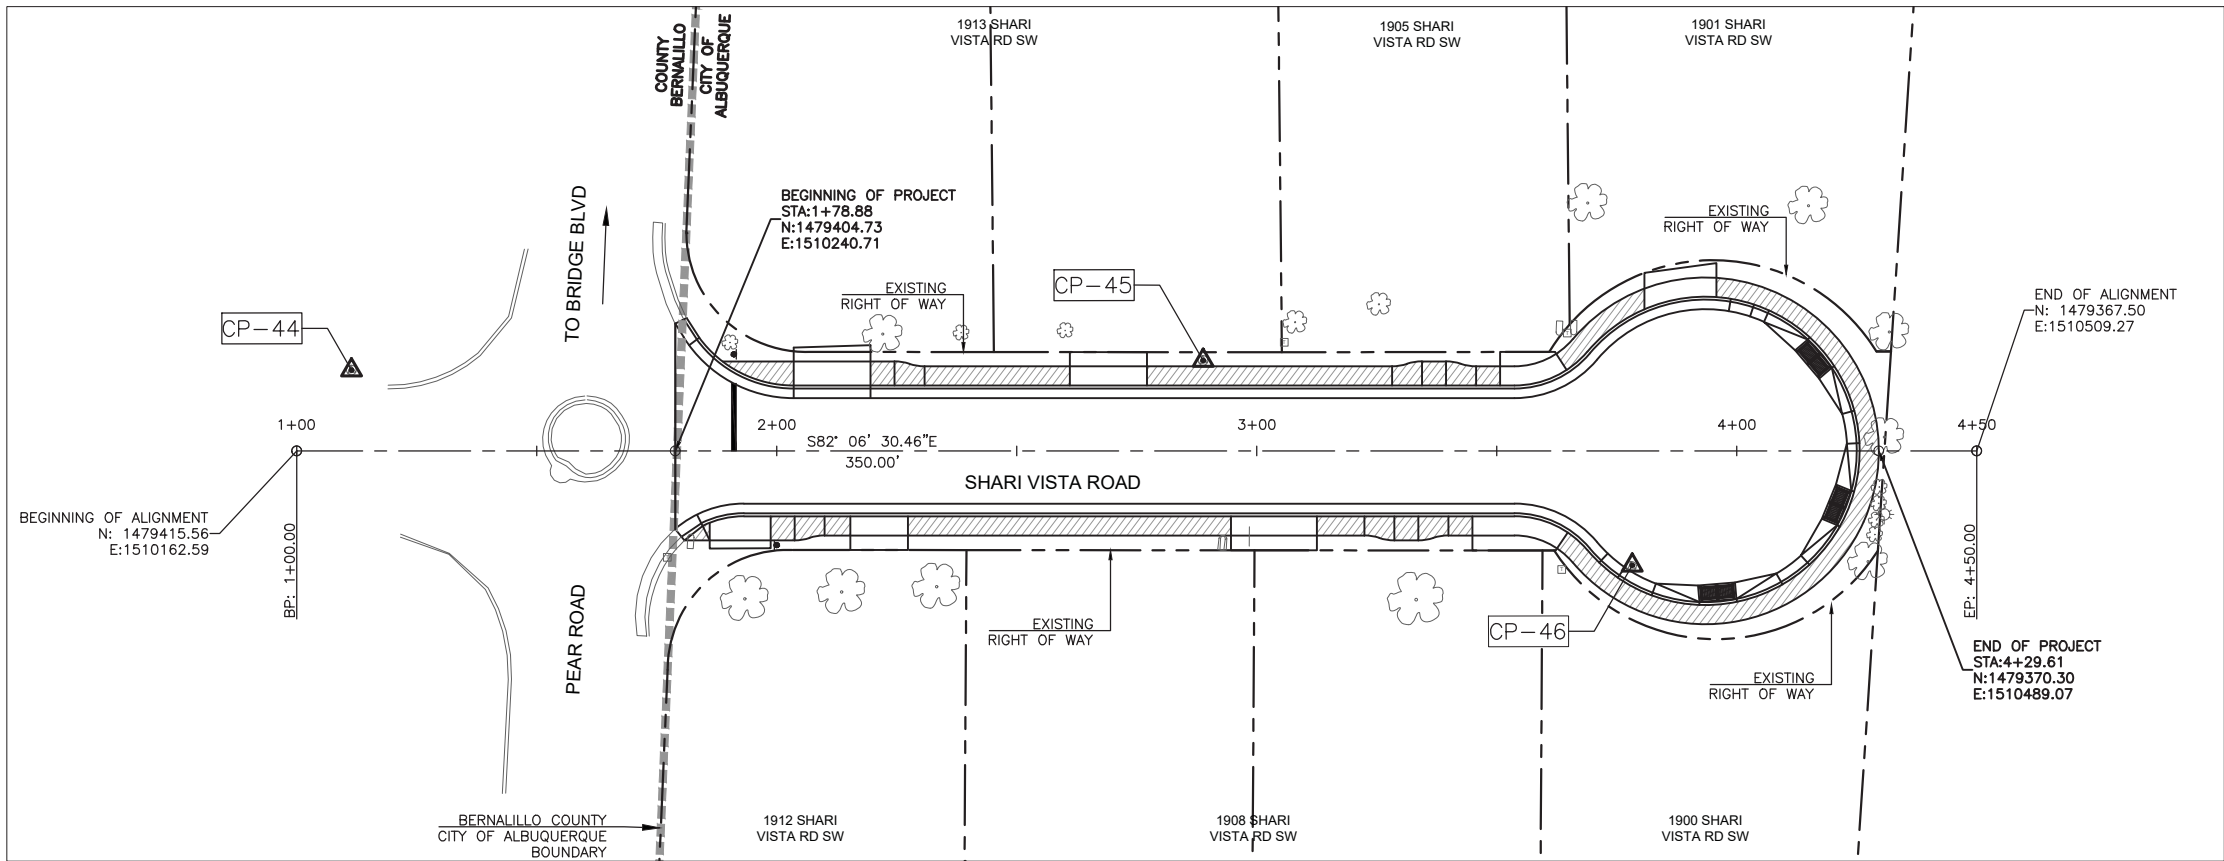 1913 SHARI
VISTA RD SW
1905 SHARI
VISTA RD SW
1901 SHARI
VISTA RD SW
COUNTY
BERNALILLO
CITY OF
ALBUQUERQUE
TO BRIDGE BLVD
BEGINNING OF PROJECT
STA:1+78.88
N:1479404.73
E:1510240.71
EXISTING
RIGHT OF WAY
CP-45
EXISTING
RIGHT OF WAY
END OF ALIGNMENT
N: 1479367.50
E:1510509.27
CP-44
1+00
2+00
3+00
4+00
4+50
S82° 06' 30.46"E
350.00'
SHARI VISTA ROAD
BEGINNING OF ALIGNMENT
N: 1479415.56
E:1510162.59
BP: 1+00.00
EP: 4+50.00
PEAR ROAD
EXISTING
RIGHT OF WAY
CP-46
EXISTING
RIGHT OF WAY
END OF PROJECT
STA:4+29.61
N:1479370.30
E:1510489.07
BERNALILLO COUNTY
CITY OF ALBUQUERQUE
BOUNDARY
1912 SHARI
VISTA RD SW
1908 SHARI
VISTA RD SW
1900 SHARI
VISTA RD SW